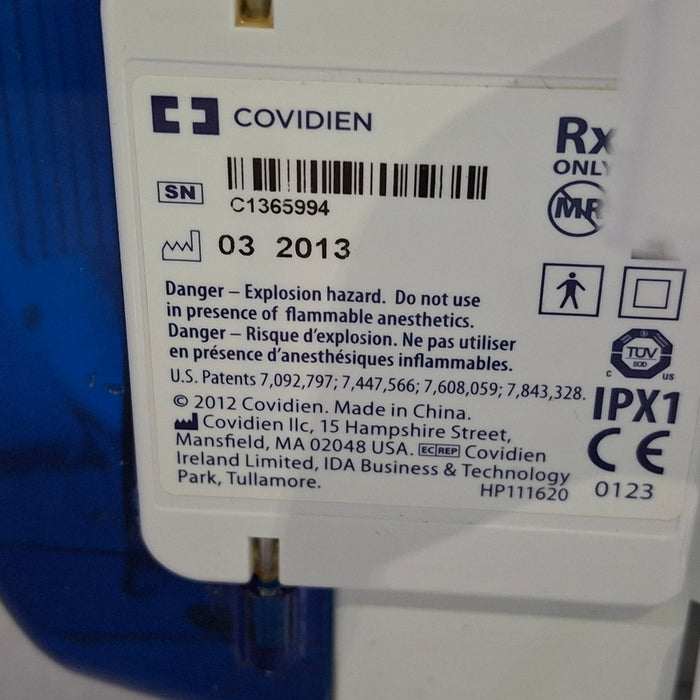 COVIDIEN
Rx
ONLY
SN
C1365994
MR
03 2013
Danger – Explosion hazard. Do not use
in presence of flammable anesthetics.
Danger – Risque d'explosion. Ne pas utiliser
en présence d'anesthésiques inflammables.
U.S. Patents 7,092,797; 7,447,566; 7,608,059; 7,843,328.
© 2012 Covidien. Made in China.
Covidien llc, 15 Hampshire Street,
Mansfield, MA 02048 USA. EC REP Covidien
Ireland Limited, IDA Business & Technology
Park, Tullamore.
HP111620
TÜV
SÜD
C US
IPX1
CE
0123